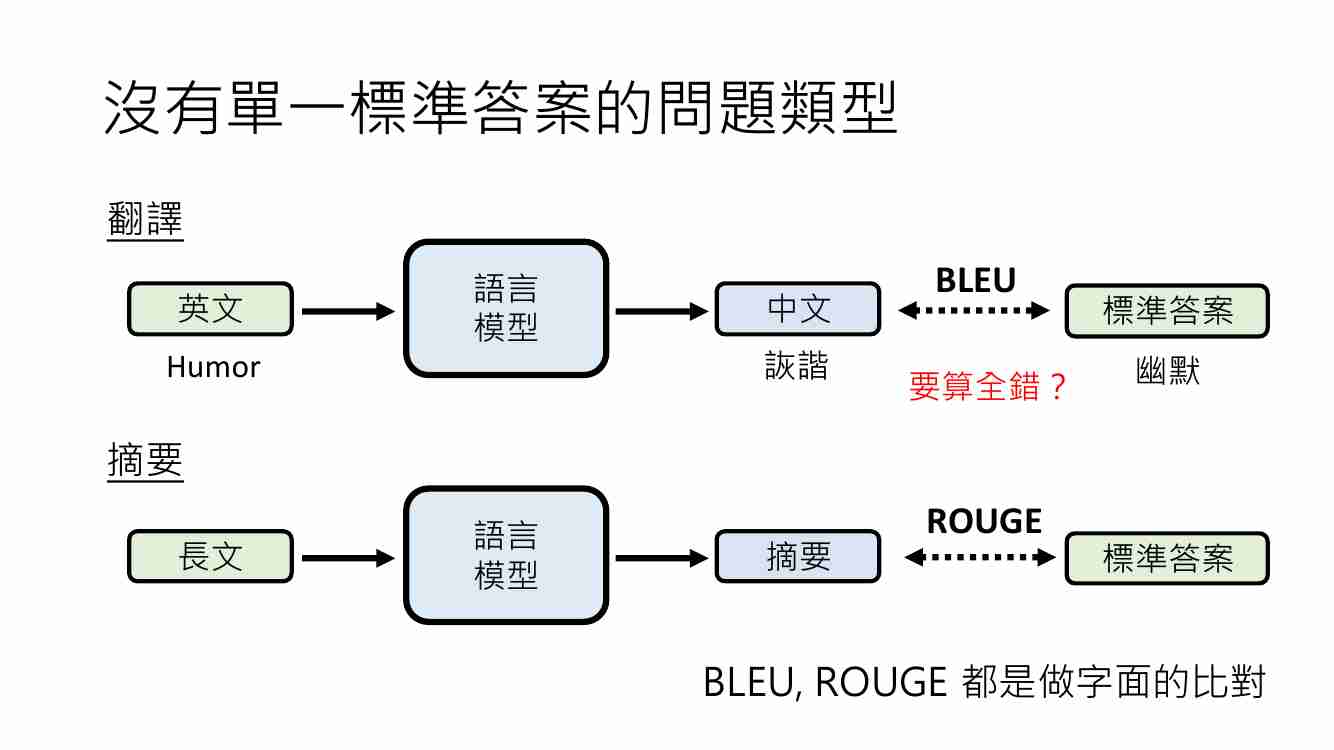 沒有單一標準答案的問題類型
翻譯
英文
語言
模型
中文
BLEU
標準答案
Humor
詼諧
要算全錯？
幽默
摘要
長文
語言
模型
摘要
ROUGE
標準答案
BLEU, ROUGE 都是做字面的比對